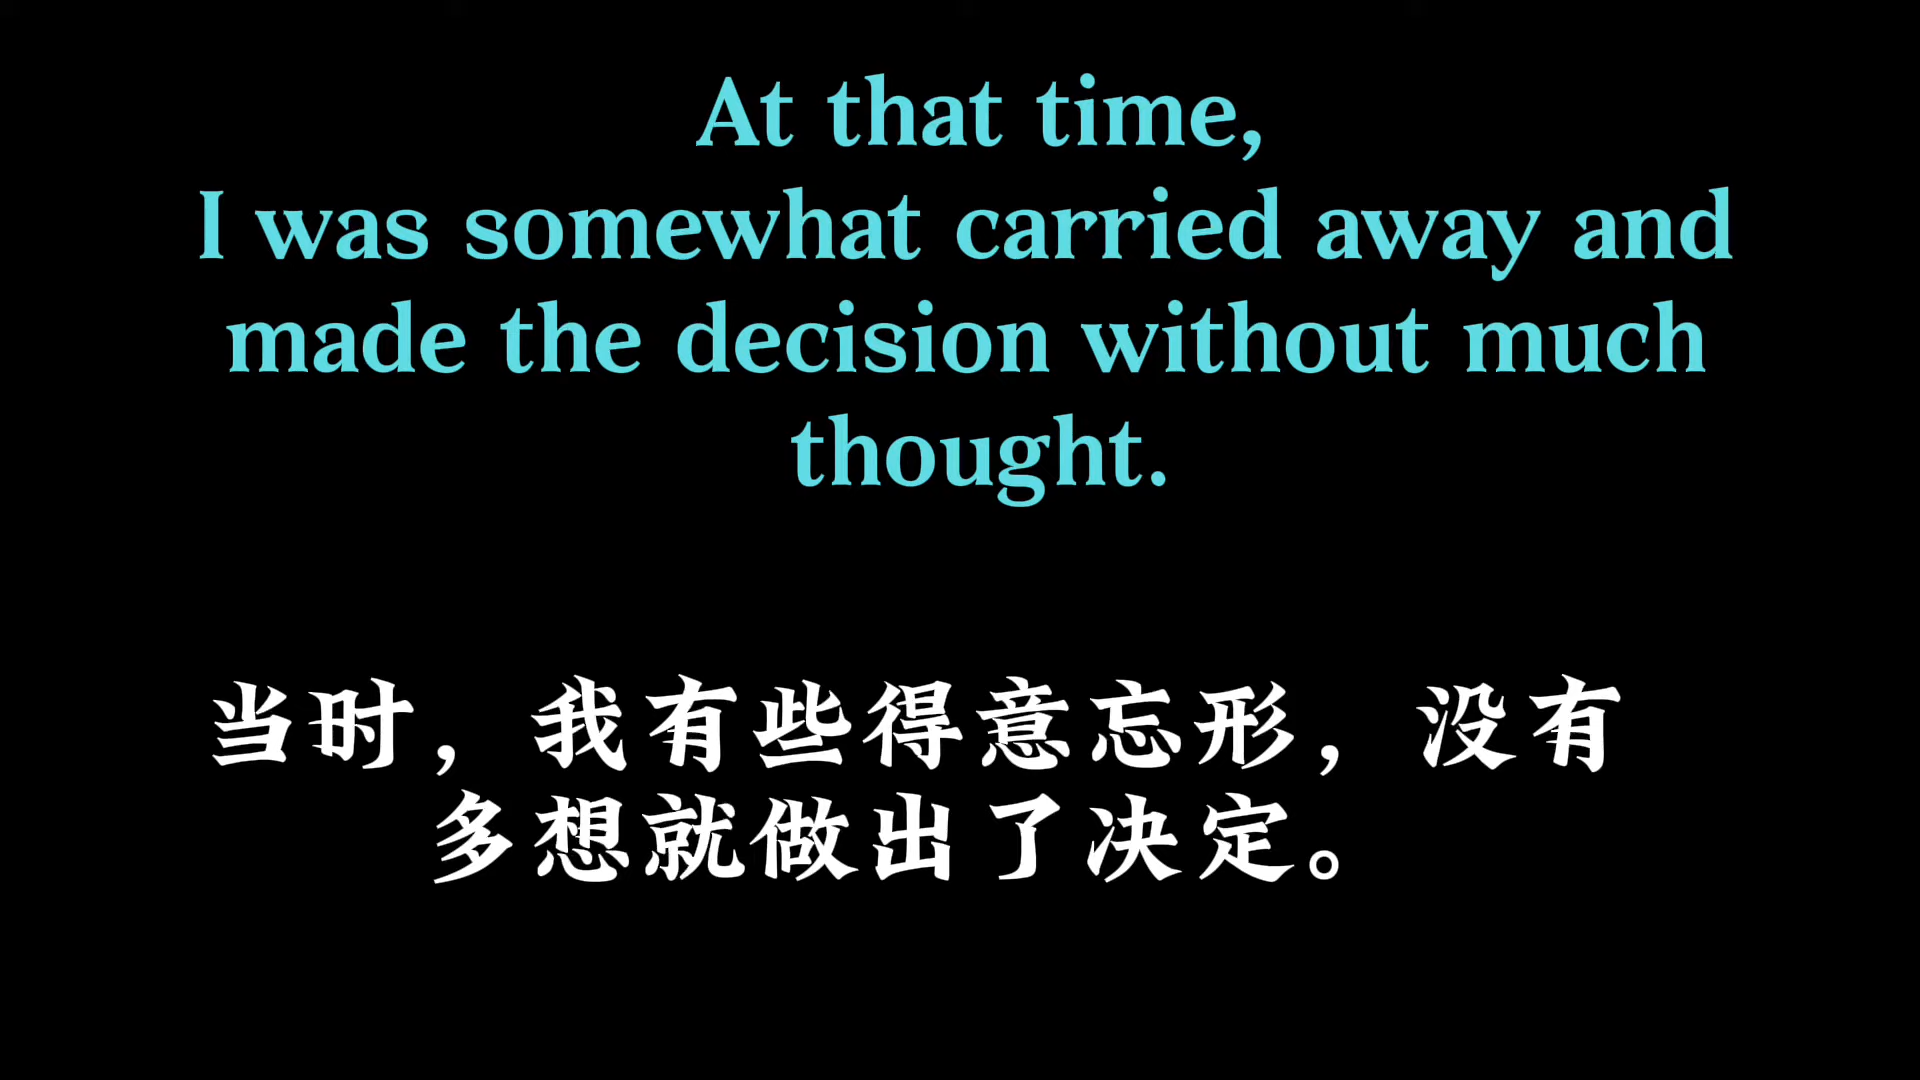 At that time,
I was somewhat carried away and
made the decision without much
thought.
当时，我有些得意忘形，没有
多想就做出了决定。